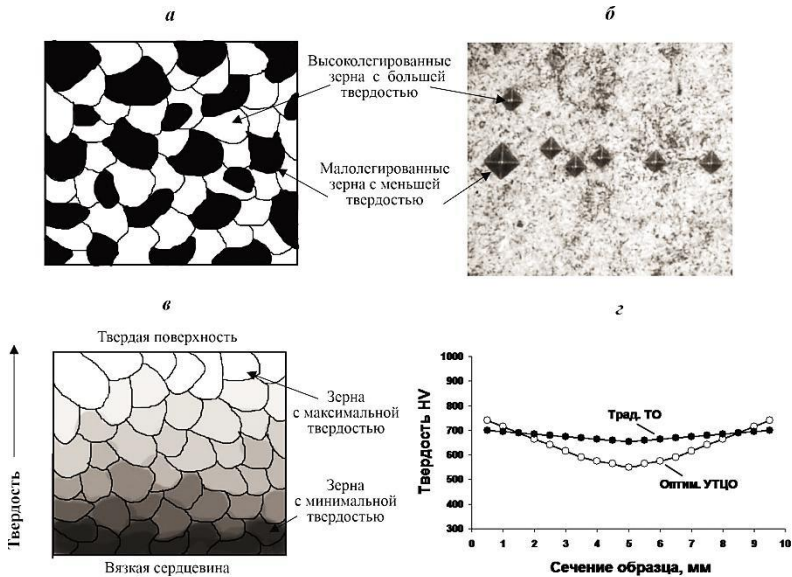 а
б
Высоколегированные
зерна с большей
твердостью
Малолегированные
зерна с меньшей
твердостью
в
Твердая поверхность
Твердость
Зерна
с максимальной
твердостью
Зерна
с минимальной
твердостью
Вязкая сердцевина
г
Твердость HV
1000
900
800
700
600
500
400
300
Трад. ТО
Оптим. УТЦО
0 1 2 3 4 5 6 7 8 9 10
Сечение образца, мм